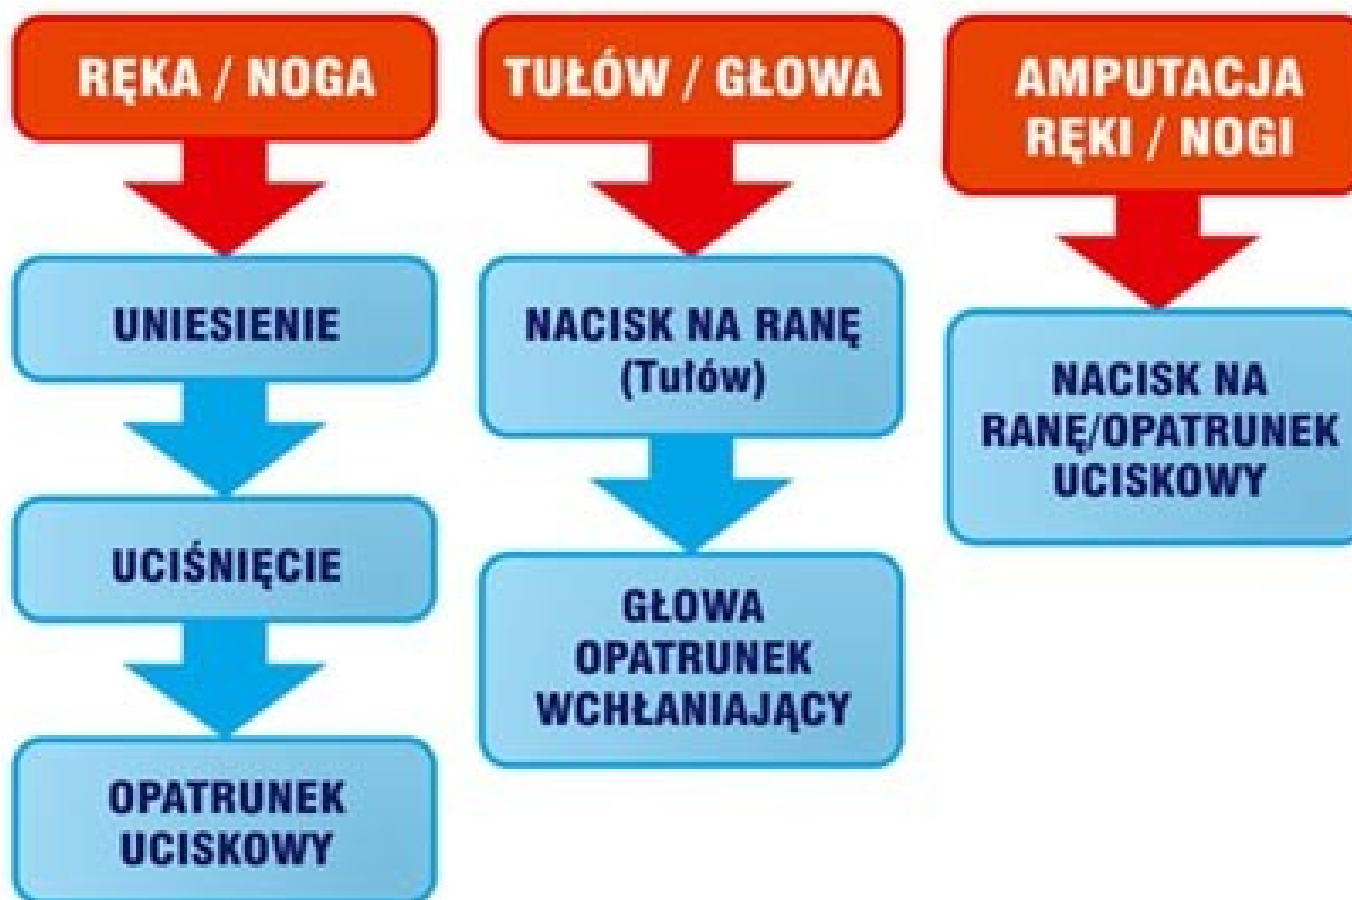 RĘKA / NOGA
UNIESIENIE
UCIŚNIĘCIE
OPATRUNEK
UCISKOWY
TUŁÓW / GŁOWA
NACISK NA RANĘ
(Tułów)
GŁOWA
OPATRUNEK
WCHŁANIAJĄCY
AMPUTACJA
RĘKI / NOGI
NACISK NA
RANĘ/OPATRUNEK
UCISKOWY